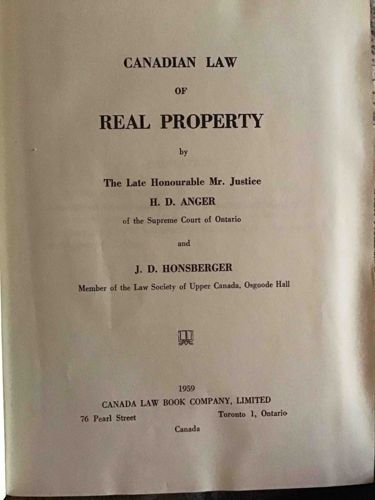 CANADIAN LAW
OF
REAL PROPERTY
by
The Late Honourable Mr. Justice
H. D. ANGER
of the Supreme Court of Ontario
and
J. D. HONSBERGER
Member of the Law Society of Upper Canada, Osgoode Hall
1959
CANADA LAW BOOK COMPANY, LIMITED
76 Pearl Street Toronto 1, Ontario
Canada